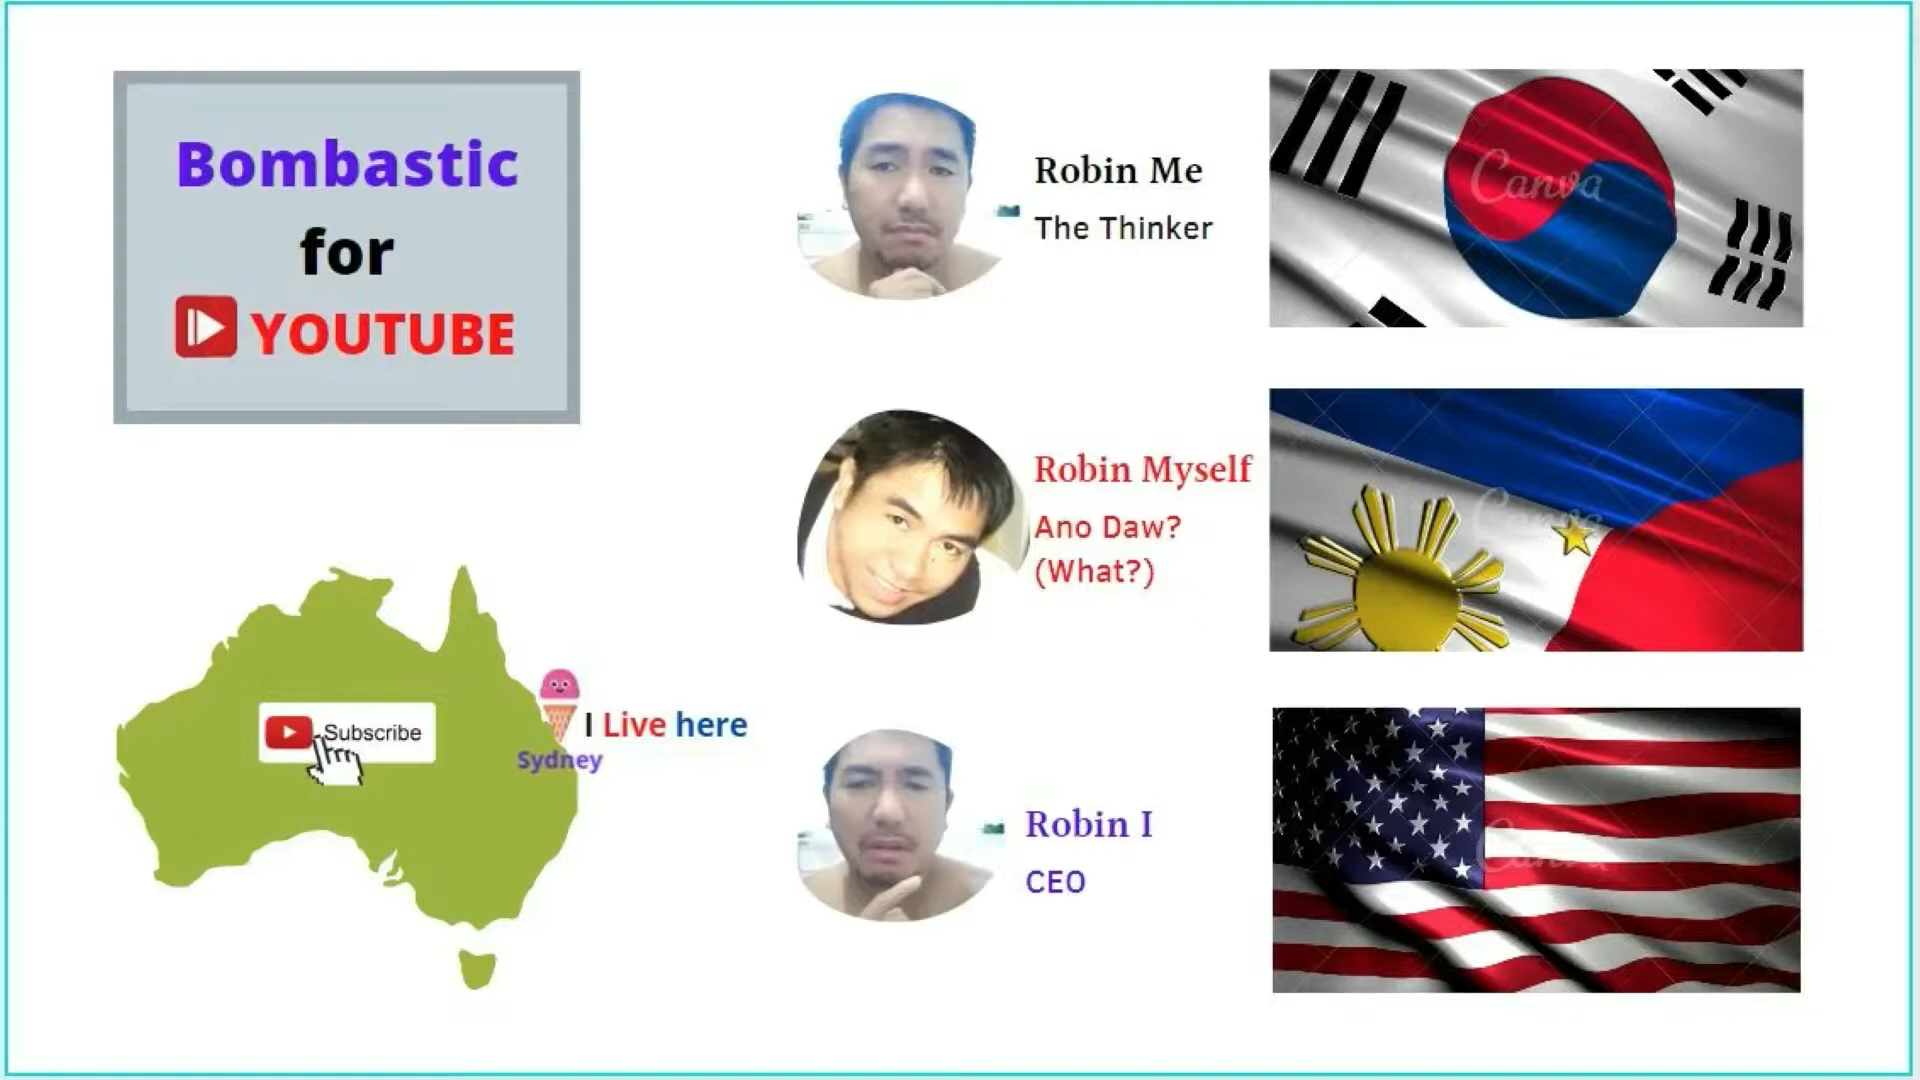 Bombastic
for
YOUTUBE
Subscribe
I Live here
Sydney
Robin Me
The Thinker
Robin Myself
Ano Daw?
(What?)
Robin I
CEO
Canva
Canva
Canva